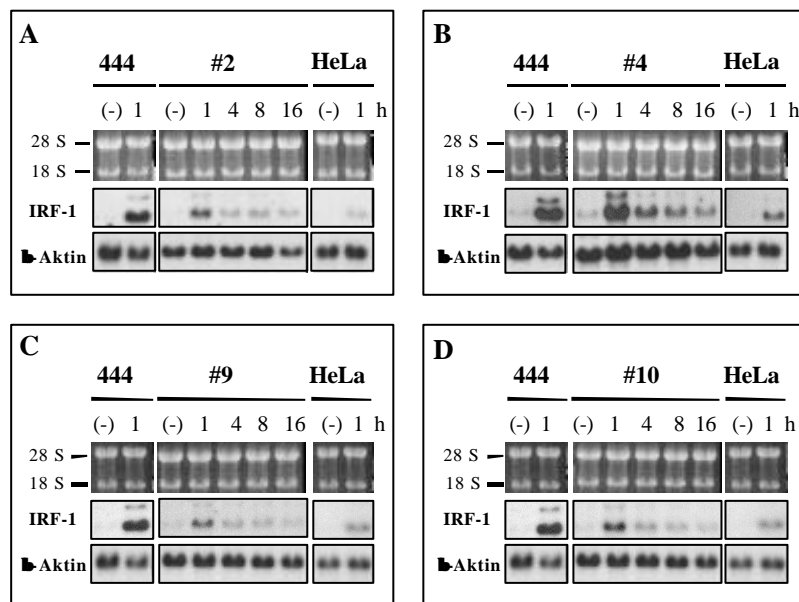 A
444 #2 HeLa
(-) 1 (-) 1 4 8 16 (-) 1 h
28 S
18 S
IRF-1
b-Aktin
B
444 #4 HeLa
(-) 1 (-) 1 4 8 16 (-) 1 h
28 S
18 S
IRF-1
b-Aktin
C
444 #9 HeLa
(-) 1 (-) 1 4 8 16 (-) 1 h
28 S
18 S
IRF-1
b-Aktin
D
444 #10 HeLa
(-) 1 (-) 1 4 8 16 (-) 1 h
28 S
18 S
IRF-1
b-Aktin